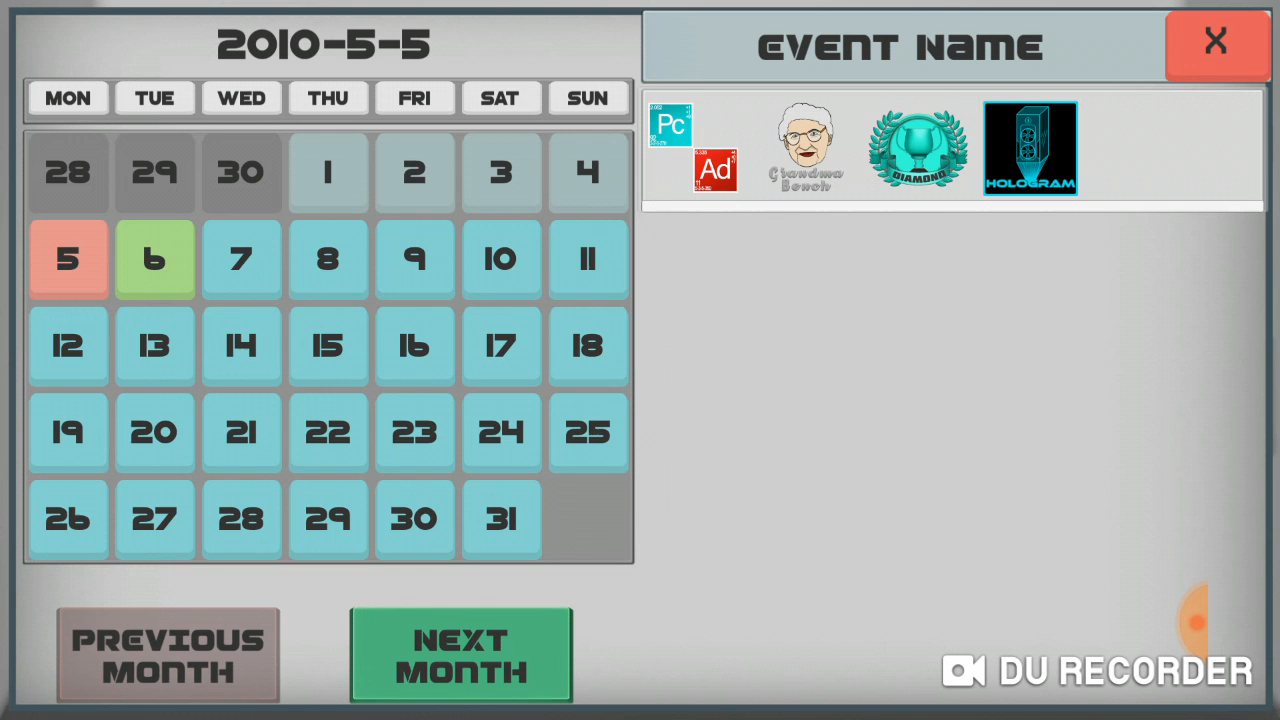 2010-5-5
EVENT NAME
X
MON TUE WED THU FRI SAT SUN
28 29 30 1 2 3 4
5 6 7 8 9 10 11
12 13 14 15 16 17 18
19 20 21 22 23 24 25
26 27 28 29 30 31
PREVIOUS
MONTH
NEXT
MONTH
Pc
Ad
Grandma
Bench
DIAMOND
HOLOGRAM
DU RECORDER